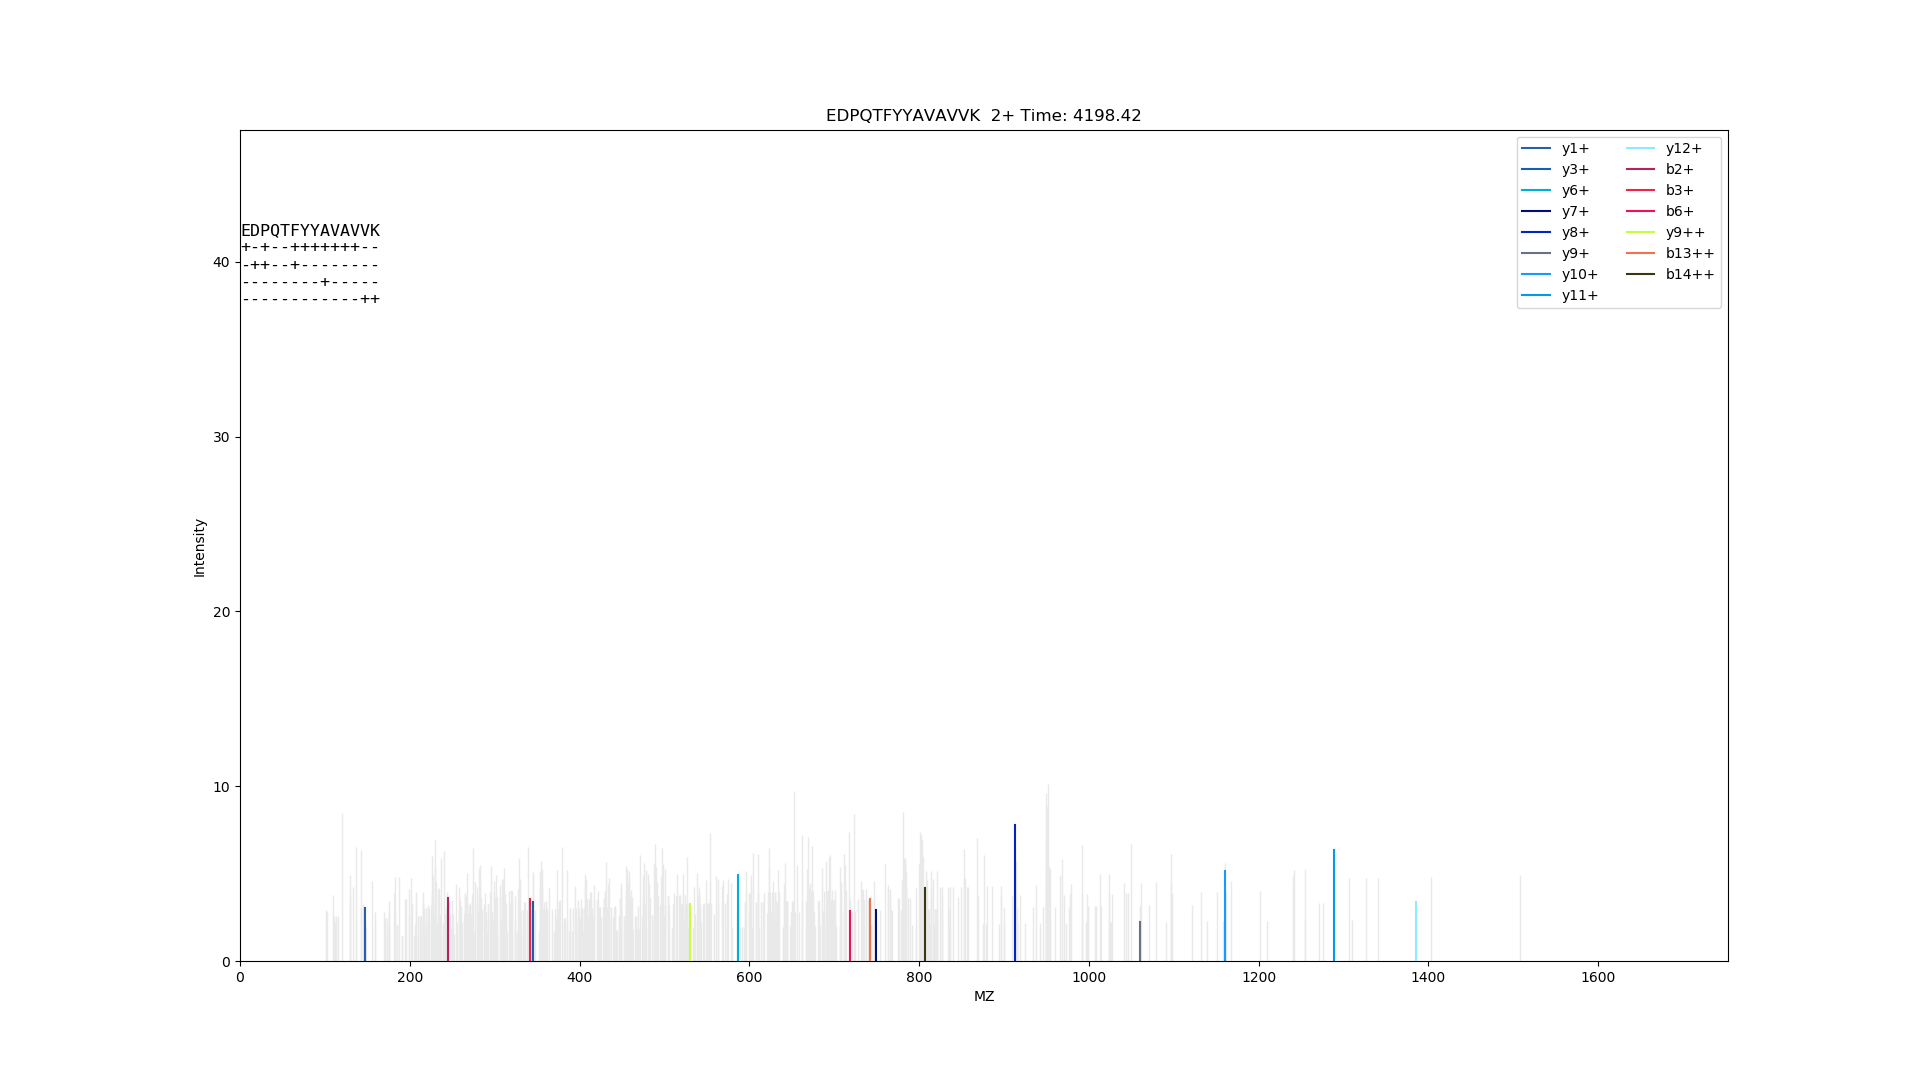 EDPQTFYYAVAVVK  2+ Time: 4198.42
y1+
y3+
y6+
y7+
y8+
y9+
y10+
y11+
y12+
b2+
b3+
b6+
y9++
b13++
b14++
EDPQTFYYAVAVVK
+-+--+++++++--
-++--+--------
--------+-----
------------++
40
30
20
10
0
Intensity
0 200 400 600 800 1000 1200 1400 1600
MZ